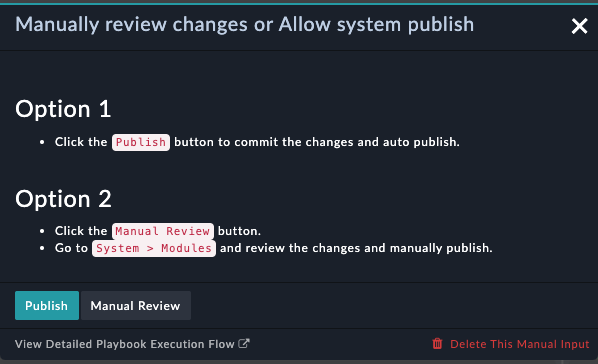 Manually review changes or Allow system publish
Option 1
• Click the Publish button to commit the changes and auto publish.
Option 2
• Click the Manual Review button.
• Go to System > Modules and review the changes and manually publish.
Publish Manual Review
View Detailed Playbook Execution Flow Delete This Manual Input